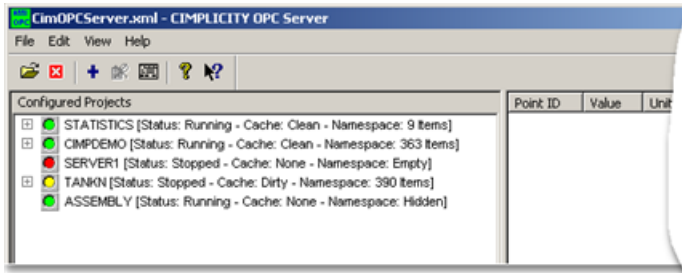 CimOPCServer.xml - CIMPLICITY OPC Server
File Edit View Help
Configured Projects
Point ID Value Unit
STATISTICS [Status: Running - Cache: Clean - Namespace: 9 Items]
CIMPDEMO [Status: Running - Cache: Clean - Namespace: 363 Items]
SERVER1 [Status: Stopped - Cache: None - Namespace: Empty]
TANKN [Status: Stopped - Cache: Dirty - Namespace: 390 Items]
ASSEMBLY [Status: Running - Cache: None - Namespace: Hidden]